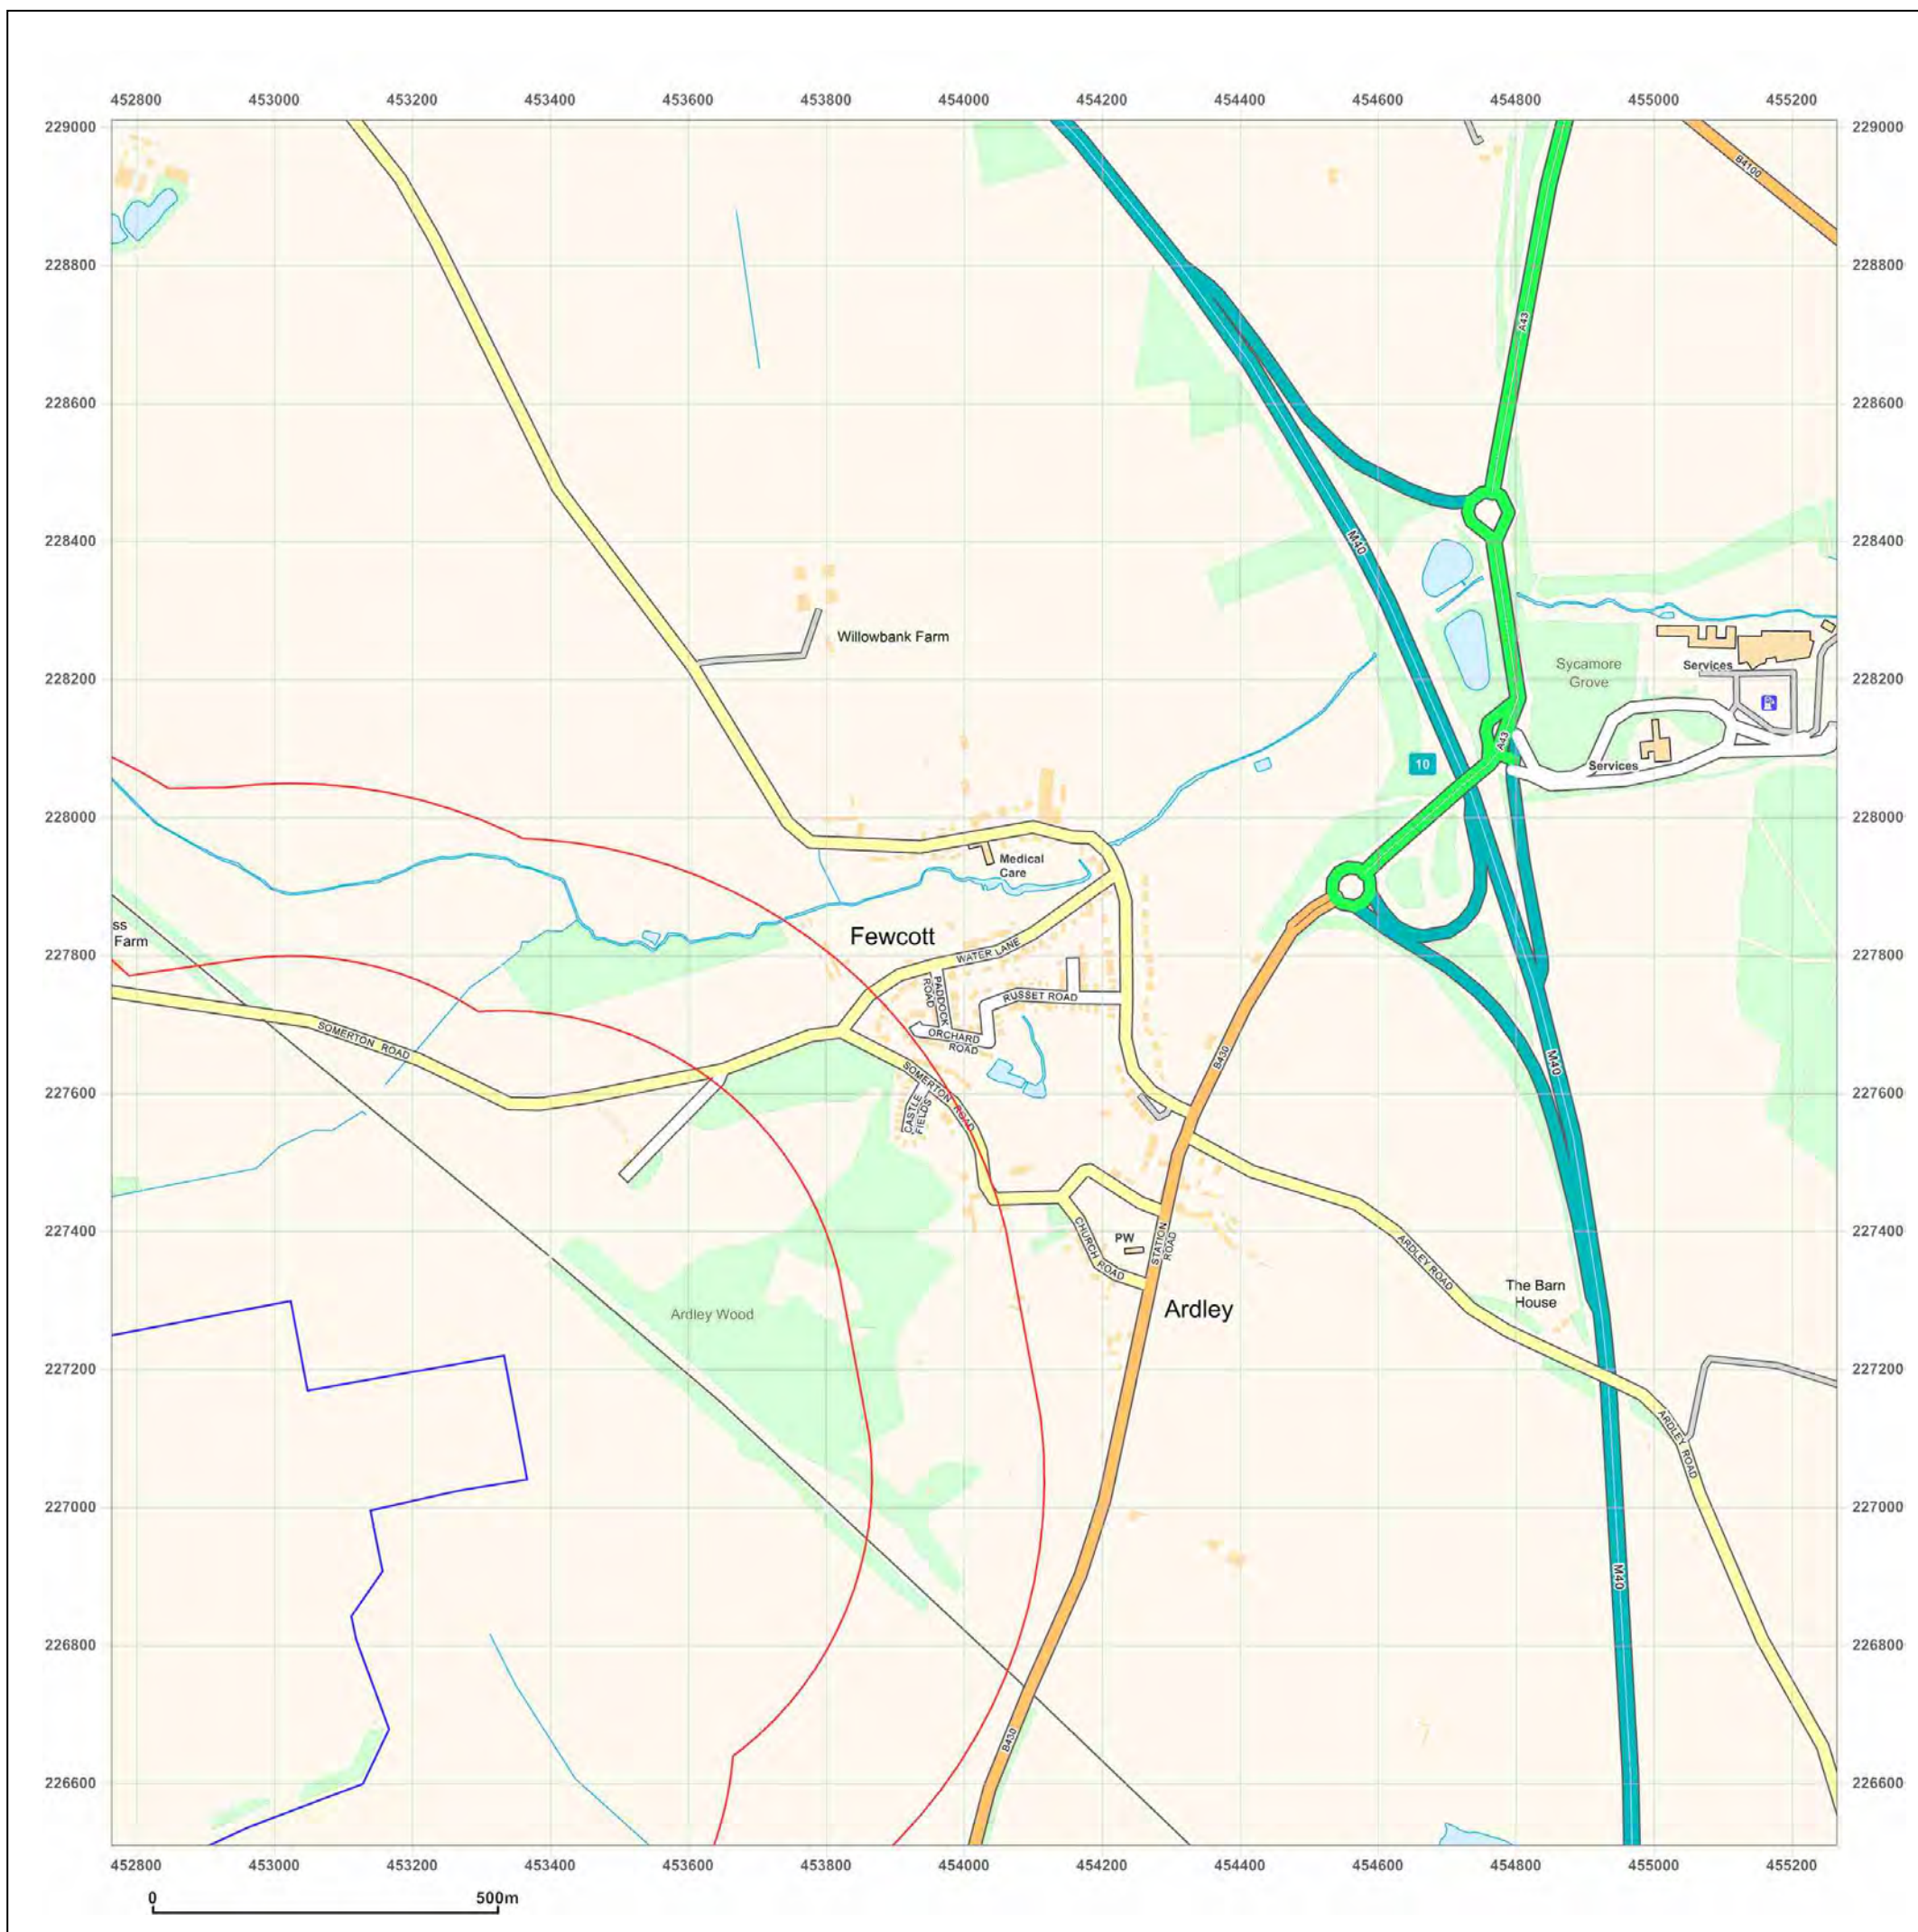 452800 453000 453200 453400 453600 453800 454000 454200 454400 454600 454800 455000 455200
229000 229000
B4100
228800 228800
A43
228600 228600
228400 228400
M40
Willowbank Farm
Sycamore
Grove
Services
228200 228200
A43
10
Services
228000 228000
Medical
Care
ss
Farm
Fewcott
227800 227800
WATER LANE
PADDOCK
ROAD
RUSSET ROAD
ORCHARD
ROAD
SOMERTON ROAD
B430
M40
SOMERTON ROAD
227600 227600
CASTLE
FIELDS
227400 227400
CHURCH ROAD
PW
STATION
ROAD
ARDLEY ROAD
The Barn
House
Ardley Wood
Ardley
227200 227200
ARDLEY ROAD
227000 227000
M40
226800 226800
B430
226600 226600
452800 453000 453200 453400 453600 453800 454000 454200 454400 454600 454800 455000 455200
0 500m